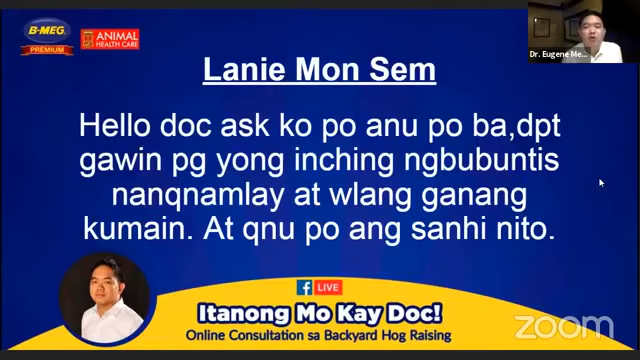 B-MEG
PREMIUM
ANIMAL
HEALTH CARE
Dr. Eugene Me...
Lanie Mon Sem
Hello doc ask ko po anu po ba,dpt
gawin pg yong inching ngbubuntis
nanqnamlay at wlang ganang
kumain. At qnu po ang sanhi nito.
f LIVE
Itanong Mo Kay Doc!
Online Consultation sa Backyard Hog Raising
zoom